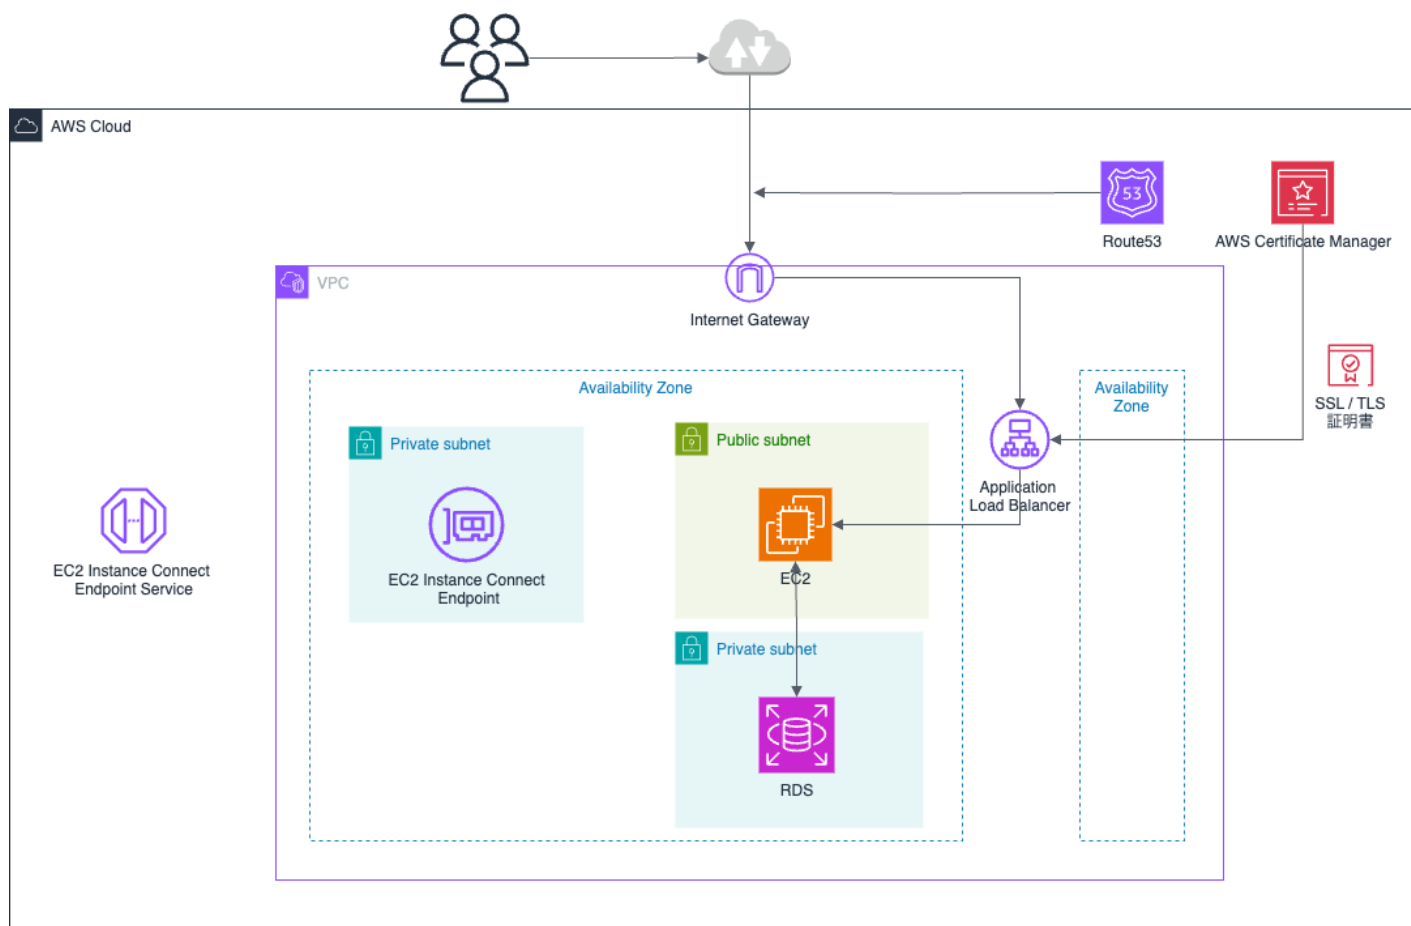 AWS Cloud
53
Route53
AWS Certificate Manager
VPC
Internet Gateway
Availability Zone
Availability
Zone
SSL / TLS
証明書
Private subnet
Public subnet
Application
Load Balancer
EC2 Instance Connect
Endpoint Service
EC2 Instance Connect
Endpoint
EC2
Private subnet
RDS